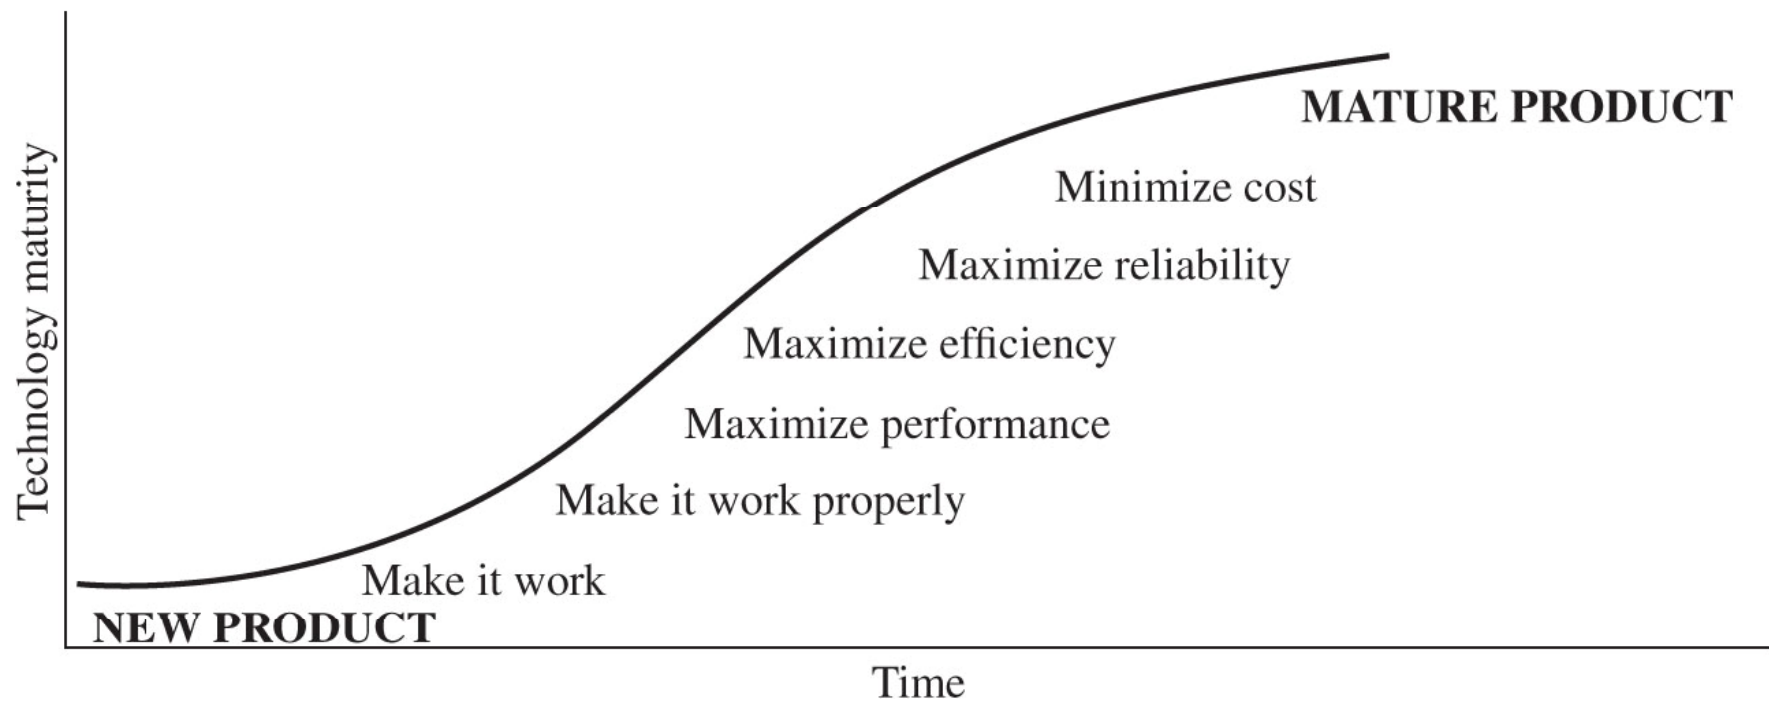 Technology maturity
MATURE PRODUCT
Minimize cost
Maximize reliability
Maximize efficiency
Maximize performance
Make it work properly
Make it work
NEW PRODUCT
Time